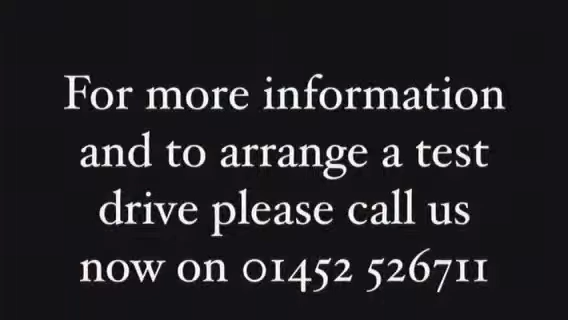 For more information
and to arrange a test
drive please call us
now on 01452 526711